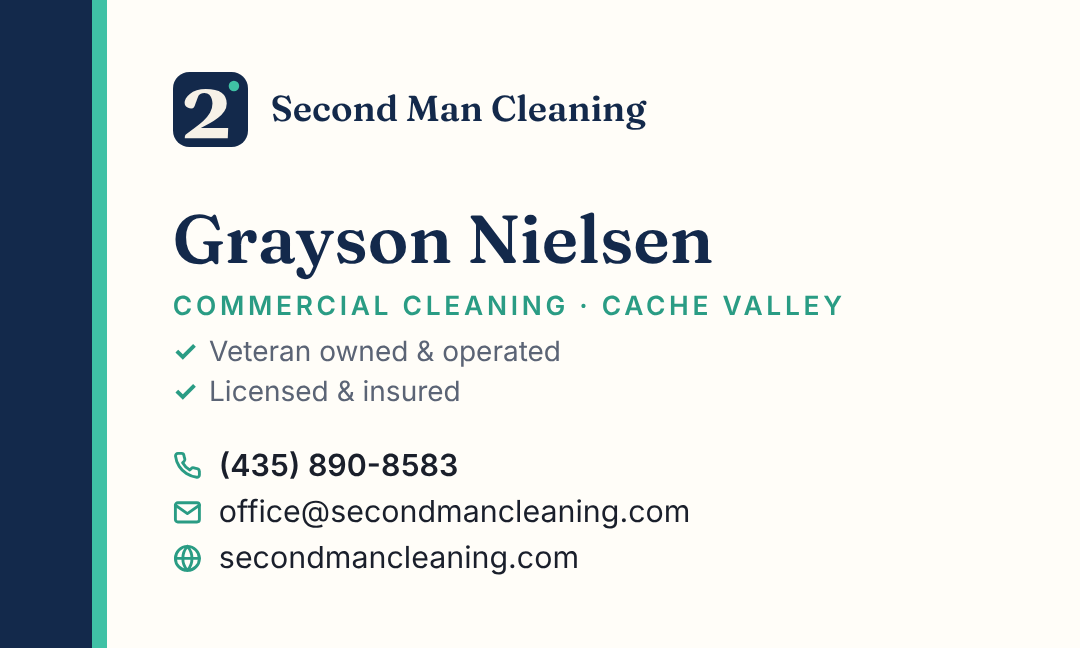 2
Second Man Cleaning
Grayson Nielsen
COMMERCIAL CLEANING · CACHE VALLEY
Veteran owned & operated
Licensed & insured
(435) 890-8583
office@secondmancleaning.com
secondmancleaning.com